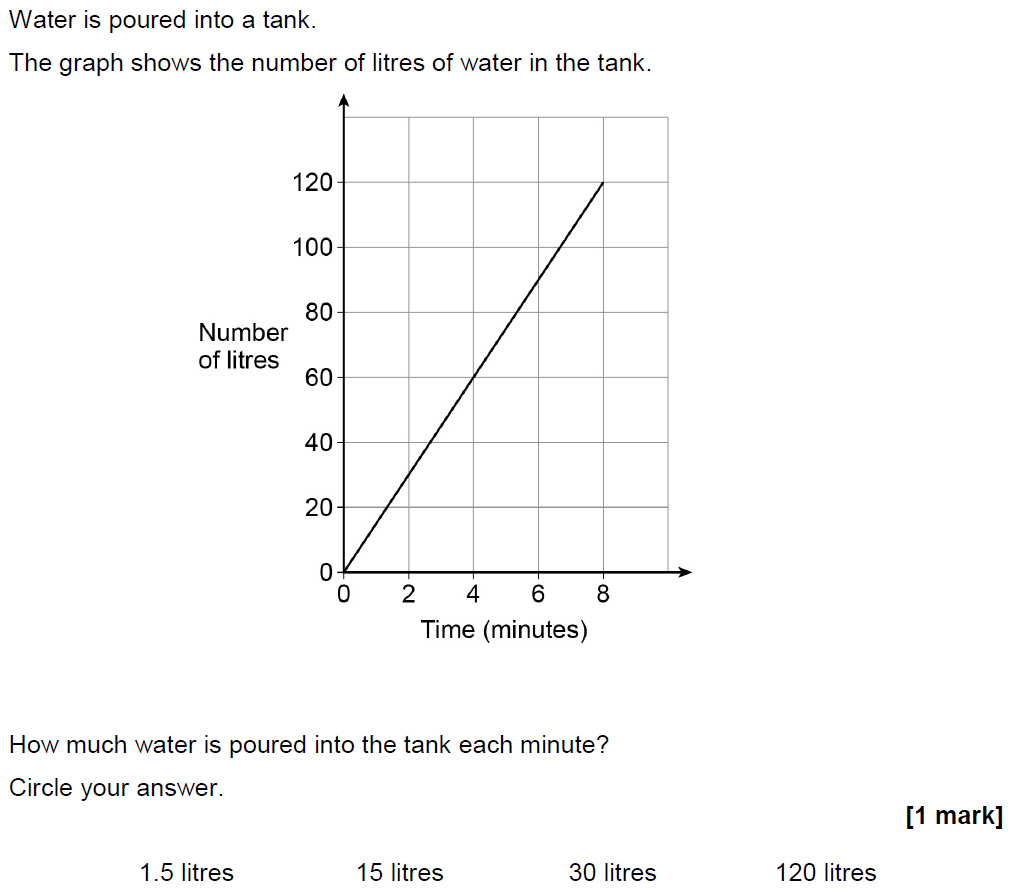 Water is poured into a tank.
The graph shows the number of litres of water in the tank.
120
100
80
Number
of litres
60
40
20
0
0 2 4 6 8
Time (minutes)
How much water is poured into the tank each minute?
Circle your answer.
[1 mark]
1.5 litres 15 litres 30 litres 120 litres